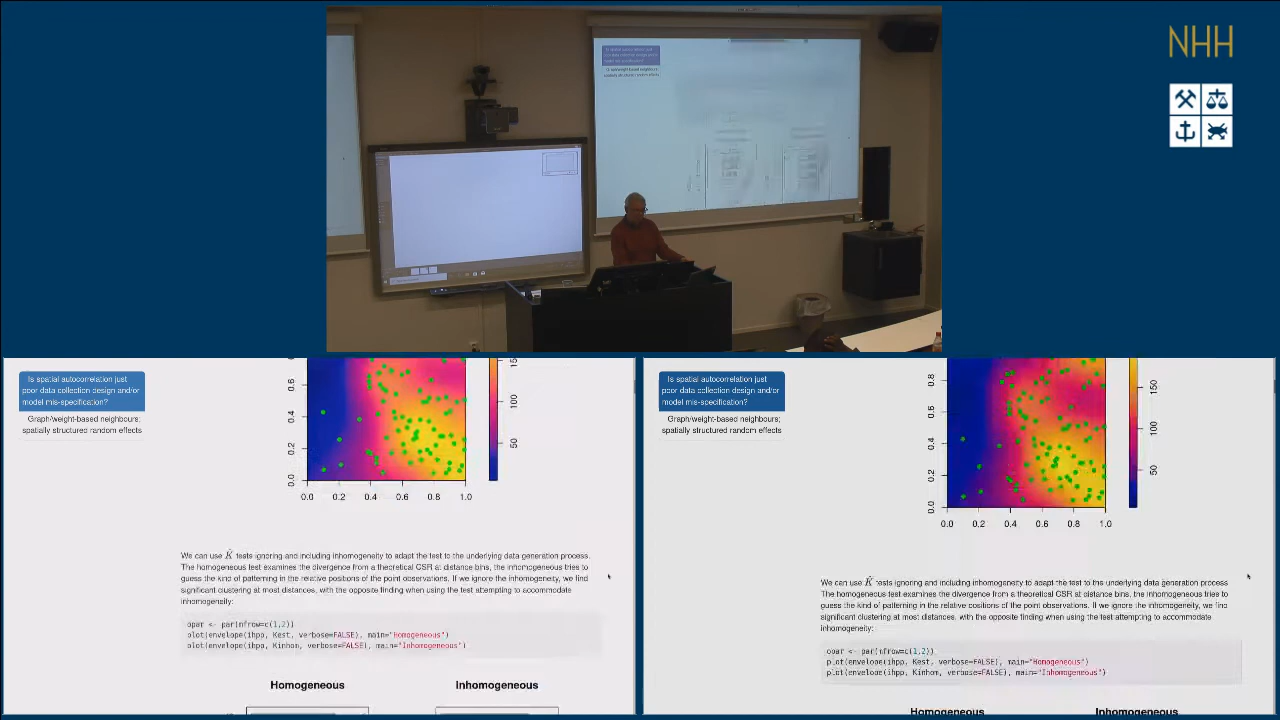 NHH
Is spatial autocorrelation just
poor data collection design and/or
model mis-specification?
Graph/weight-based neighbours;
spatially structured random effects
0.6
0.4
0.2
0.0
0.0 0.2 0.4 0.6 0.8 1.0
100
50
We can use K̂ tests ignoring and including inhomogeneity to adapt the test to the underlying data generation process.
The homogeneous test examines the divergence from a theoretical CSR at distance bins, the inhomogeneous tries to
guess the kind of patterning in the relative positions of the point observations. If we ignore the inhomogeneity, we find
significant clustering at most distances, with the opposite finding when using the test attempting to accommodate
inhomogeneity:
opar <- par(mfrow=c(1,2))
plot(envelope(ihpp, Kest, verbose=FALSE), main="Homogeneous")
plot(envelope(ihpp, Kinhom, verbose=FALSE), main="Inhomogeneous")
Homogeneous Inhomogeneous
Is spatial autocorrelation just
poor data collection design and/or
model mis-specification?
Graph/weight-based neighbours;
spatially structured random effects
0.8
0.6
0.4
0.2
0.0
0.0 0.2 0.4 0.6 0.8 1.0
150
100
50
We can use K̂ tests ignoring and including inhomogeneity to adapt the test to the underlying data generation process.
The homogeneous test examines the divergence from a theoretical CSR at distance bins, the inhomogeneous tries to
guess the kind of patterning in the relative positions of the point observations. If we ignore the inhomogeneity, we find
significant clustering at most distances, with the opposite finding when using the test attempting to accommodate
inhomogeneity:
opar <- par(mfrow=c(1,2))
plot(envelope(ihpp, Kest, verbose=FALSE), main="Homogeneous")
plot(envelope(ihpp, Kinhom, verbose=FALSE), main="Inhomogeneous")
Homogeneous Inhomogeneous